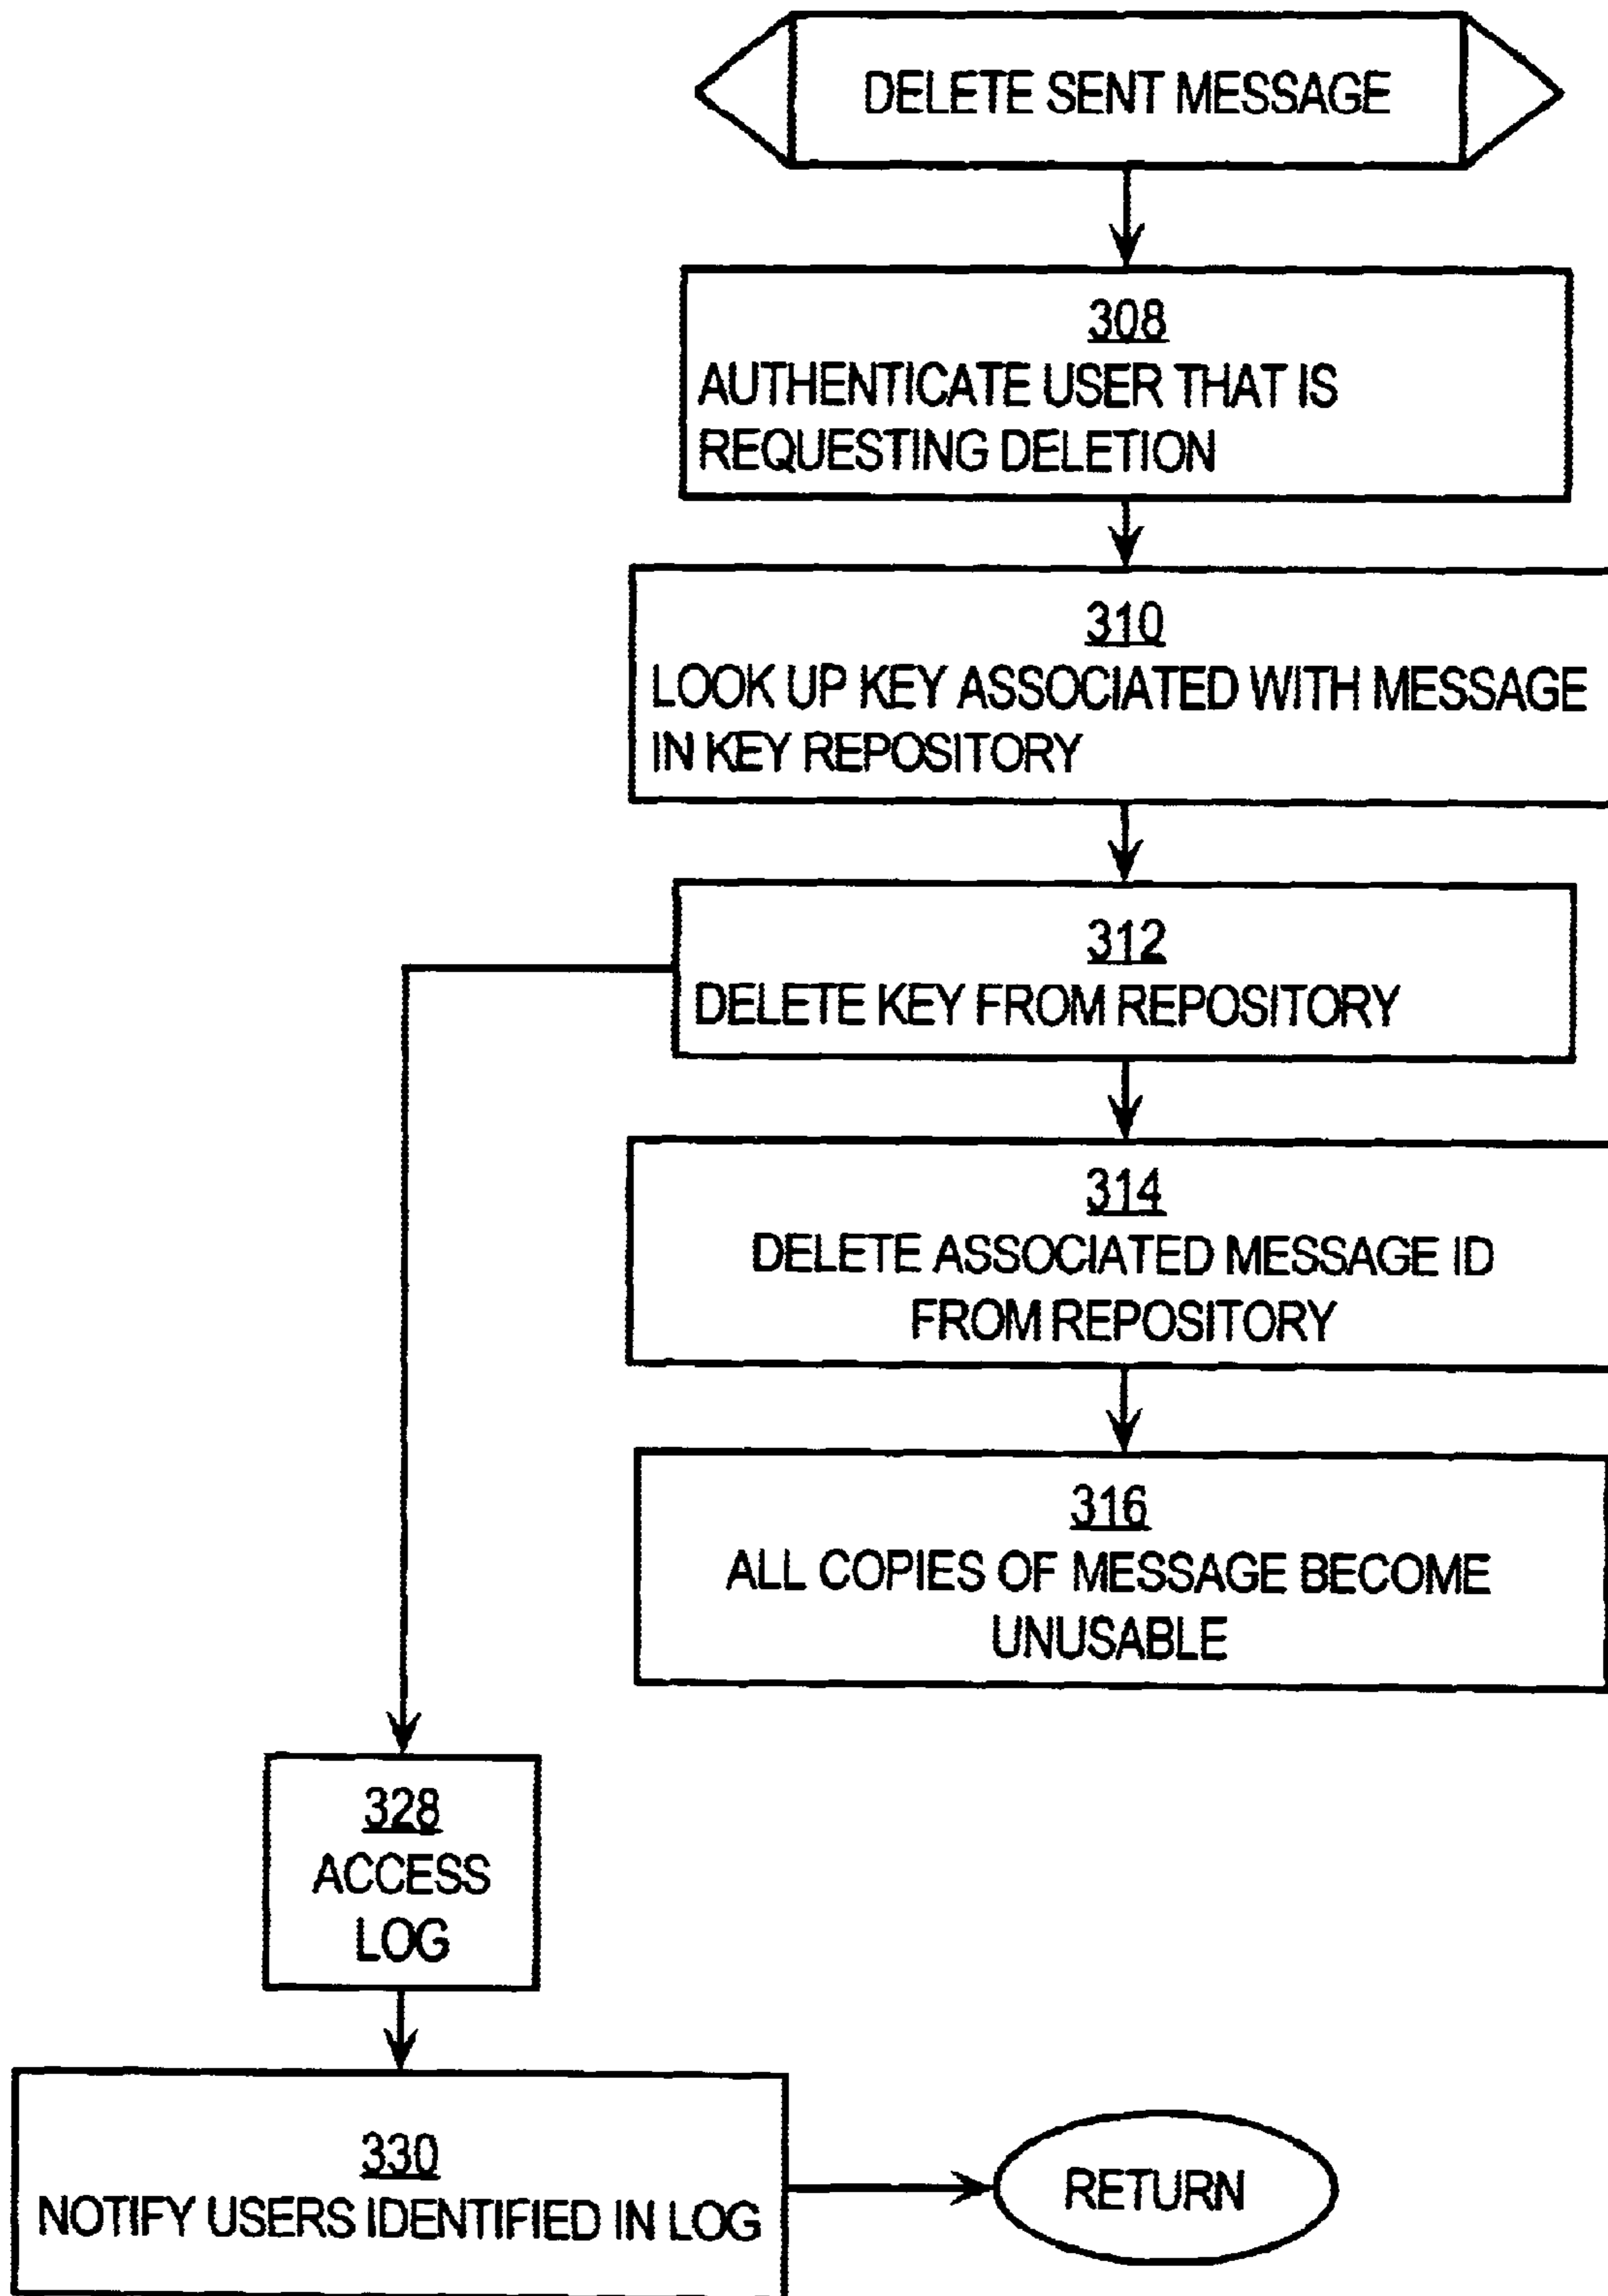 DELETE SENT MESSAGE
308
AUTHENTICATE USER THAT IS
REQUESTING DELETION
310
LOOK UP KEY ASSOCIATED WITH MESSAGE
IN KEY REPOSITORY
312
DELETE KEY FROM REPOSITORY
314
DELETE ASSOCIATED MESSAGE ID
FROM REPOSITORY
316
ALL COPIES OF MESSAGE BECOME
UNUSABLE
328
ACCESS
LOG
330
NOTIFY USERS IDENTIFIED IN LOG
RETURN